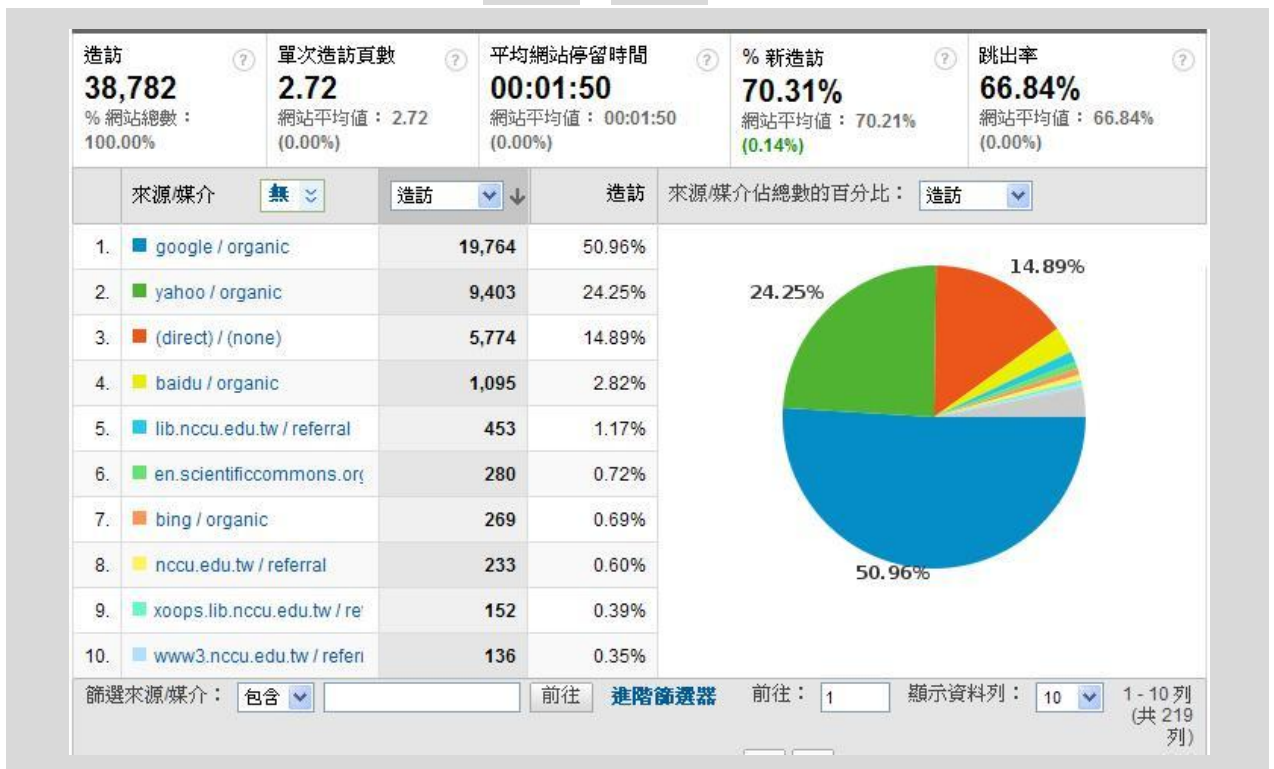 造訪
38,782
% 網站總數：
100.00%
單次造訪頁數
2.72
網站平均值： 2.72
(0.00%)
平均網站停留時間
00:01:50
網站平均值： 00:01:50
(0.00%)
% 新造訪
70.31%
網站平均值： 70.21%
(0.14%)
跳出率
66.84%
網站平均值： 66.84%
(0.00%)
來源/媒介 無 造訪 造訪 來源/媒介佔總數的百分比： 造訪
1. google / organic 19,764 50.96%
2. yahoo / organic 9,403 24.25%
3. (direct) / (none) 5,774 14.89%
4. baidu / organic 1,095 2.82%
5. lib.nccu.edu.tw / referral 453 1.17%
6. en.scientificcommons.org 280 0.72%
7. bing / organic 269 0.69%
8. nccu.edu.tw / referral 233 0.60%
9. xoops.lib.nccu.edu.tw / re 152 0.39%
10. www3.nccu.edu.tw / referr 136 0.35%
14.89%
24.25%
50.96%
篩選來源/媒介： 包含 前往 進階篩選器 前往： 1 顯示資料列： 10 1 - 10 列
(共 219
列)